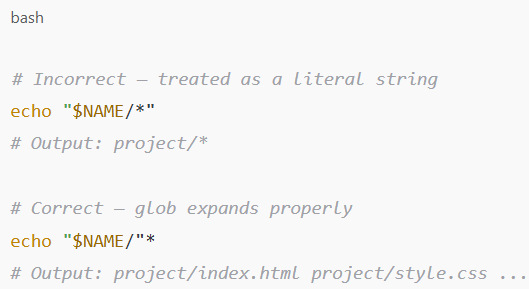 bash
# Incorrect — treated as a literal string
echo "$NAME/*"
# Output: project/*
# Correct — glob expands properly
echo "$NAME/"*
# Output: project/index.html project/style.css ...